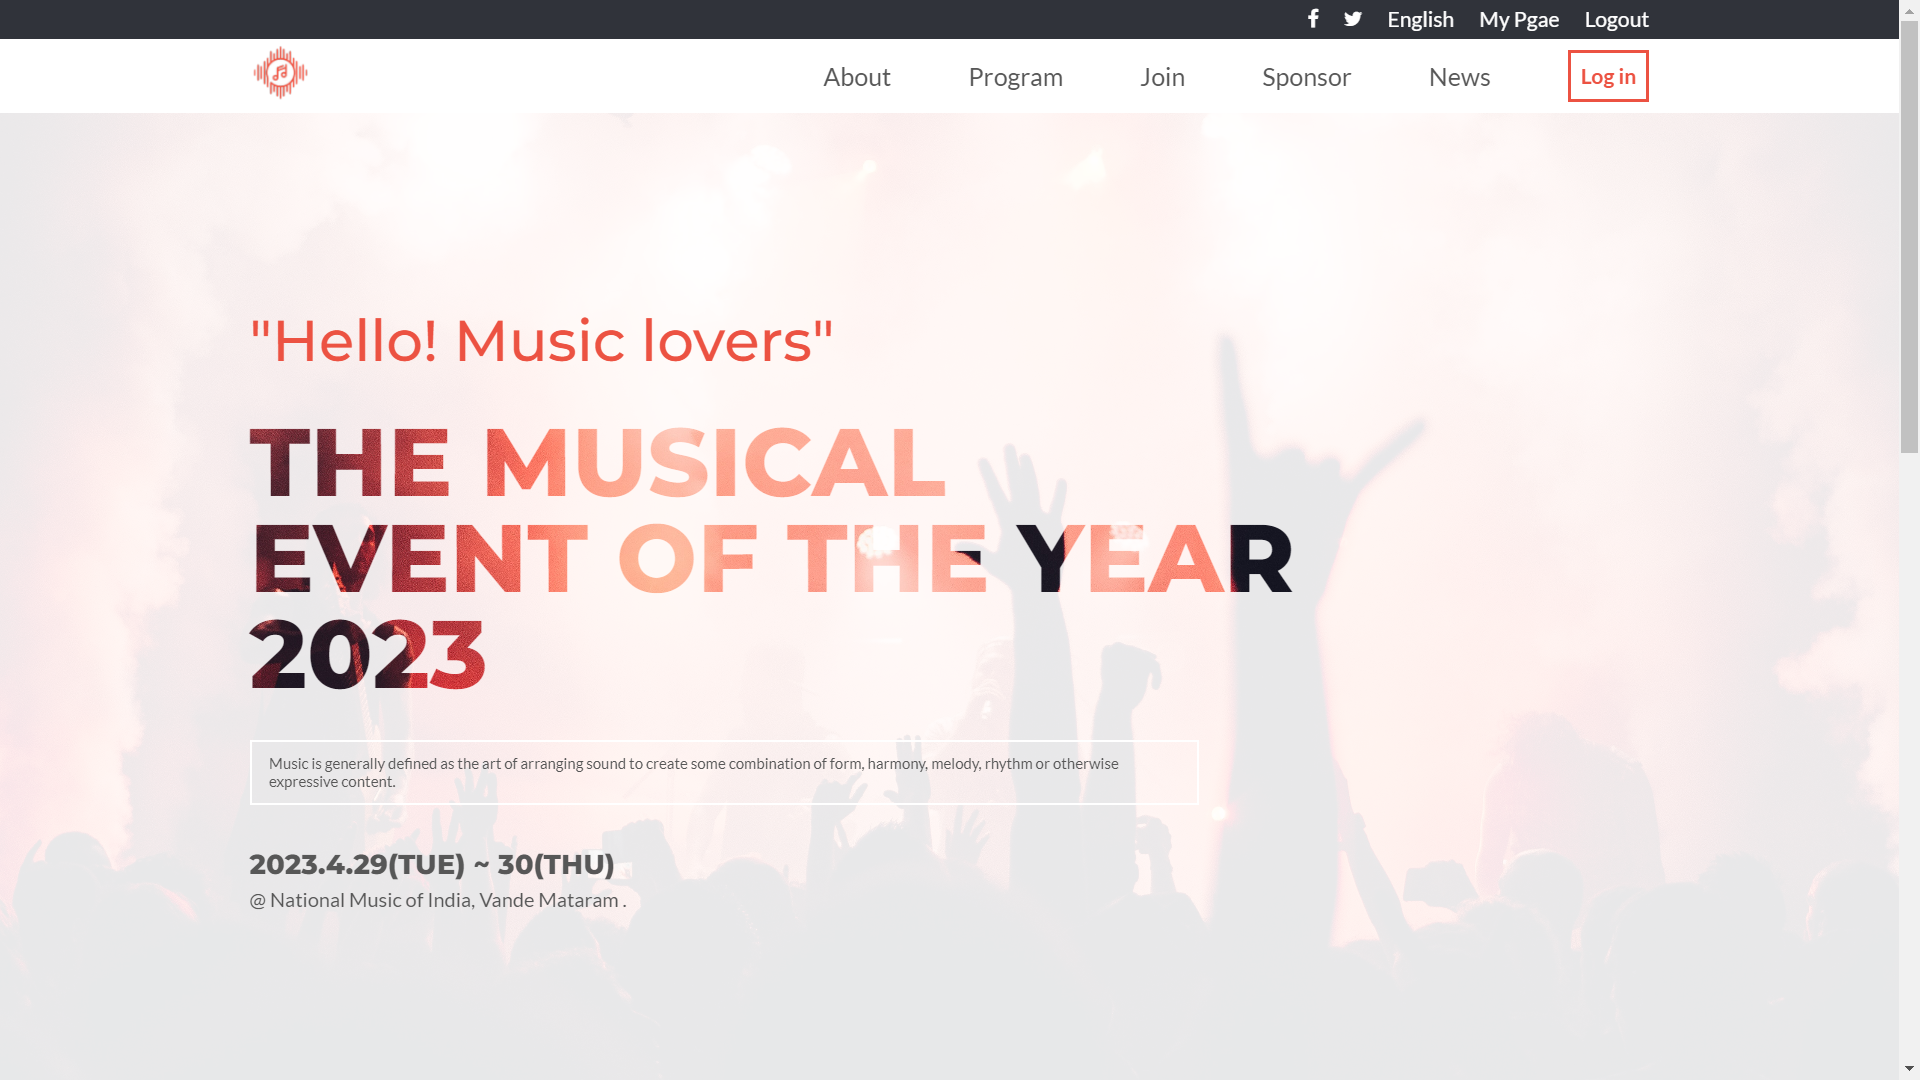 English My Pgae Logout
About Program Join Sponsor News Log in
"Hello! Music lovers"
THE MUSICAL
EVENT OF THE YEAR
2023
Music is generally defined as the art of arranging sound to create some combination of form, harmony, melody, rhythm or otherwise
expressive content.
2023.4.29(TUE) ~ 30(THU)
@ National Music of India, Vande Mataram .